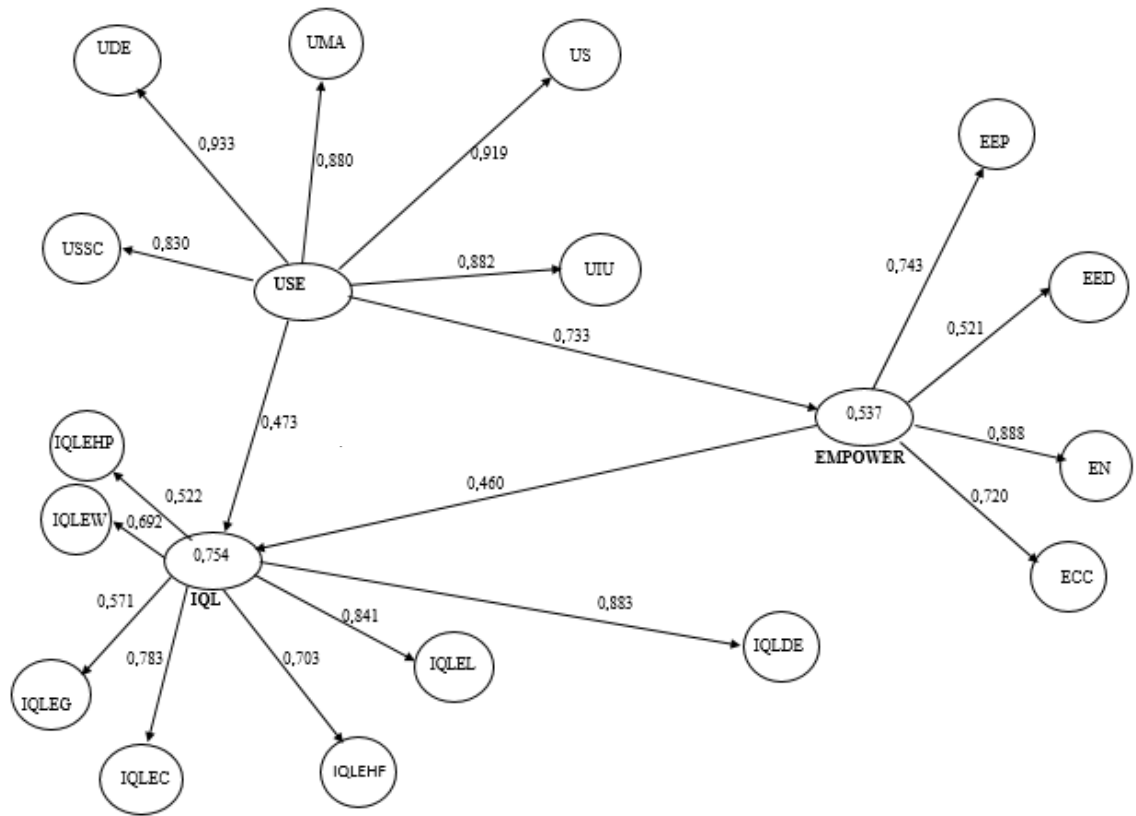 UDE
UMA
US
0,933
0,880
0,919
EEP
USSC
0,830
USE
0,882
UIU
0,743
EED
0,521
0,733
0,537
EMPOWER
0,888
EN
0,473
IQLEHP
0,522
0,460
0,720
IQLEW
0,692
0,754
IQL
ECC
0,571
0,783
0,703
0,841
0,883
IQLEL
IQLDE
IQLEG
IQLEC
IQLEHF